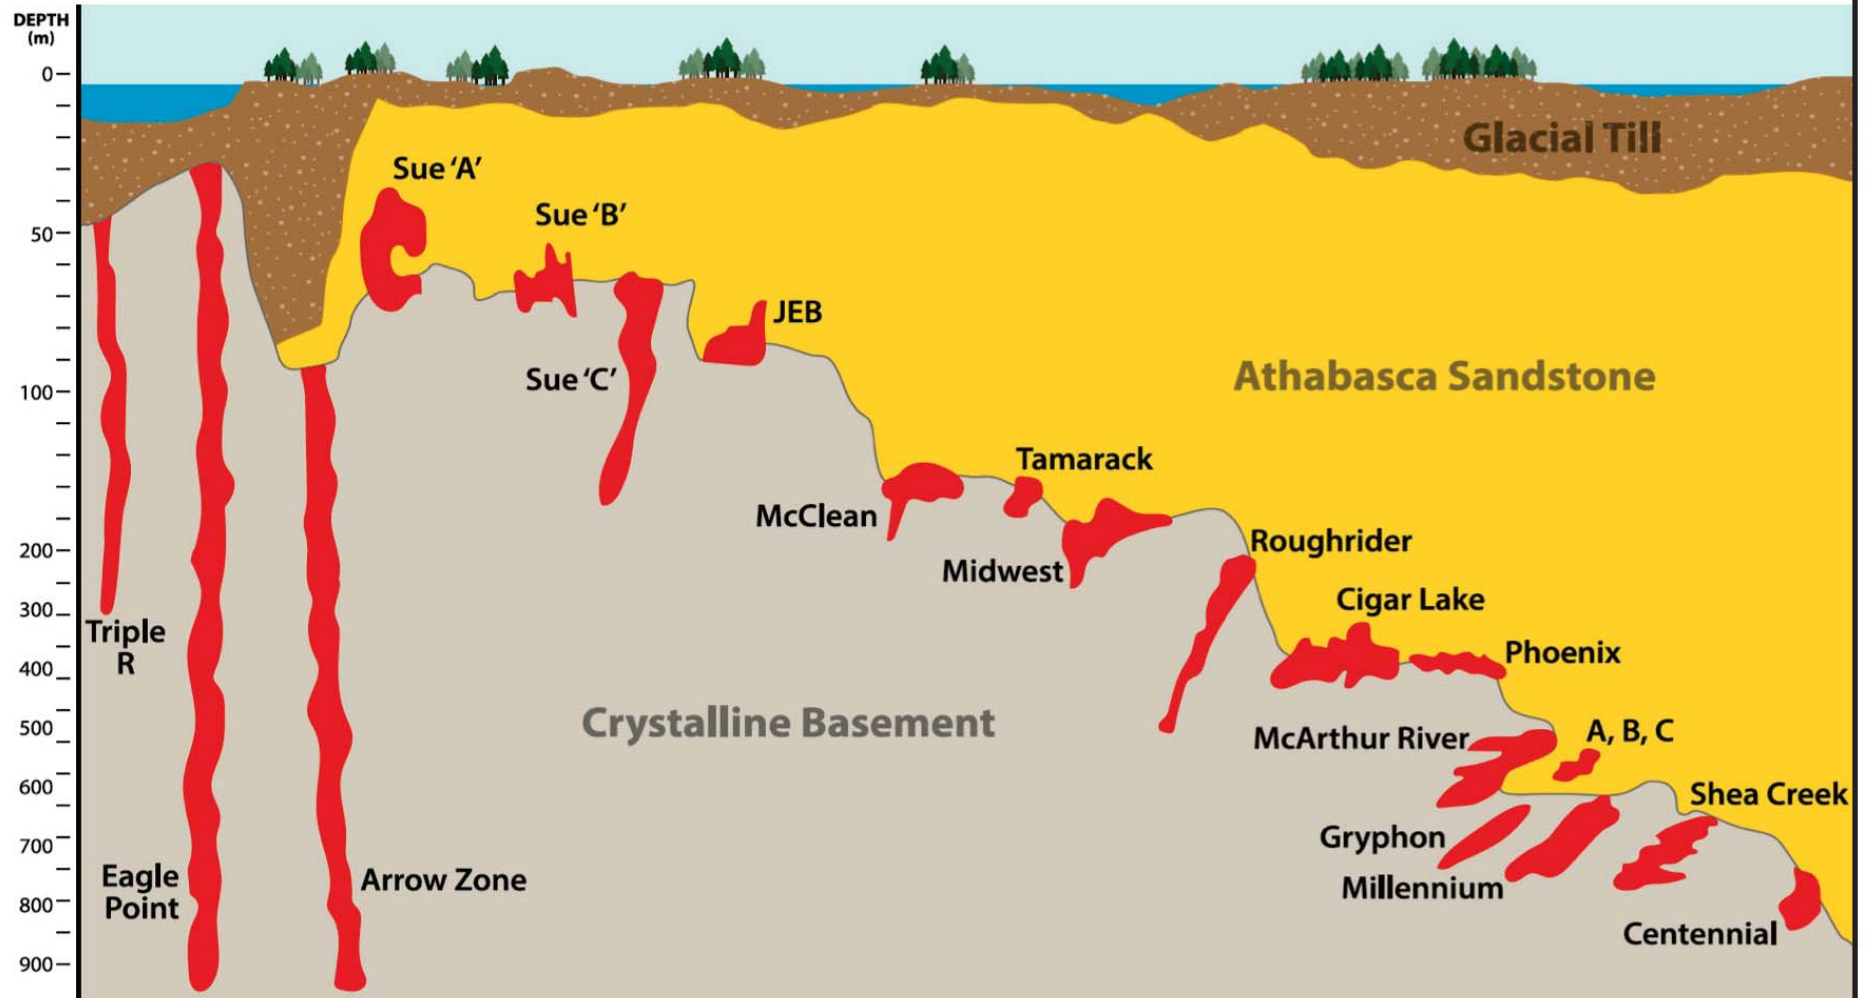 DEPTH
(m)
0
50
100
200
300
400
500
600
700
800
900
Glacial Till
Sue ‘A’
Sue ‘B’
JEB
Sue ‘C’
Athabasca Sandstone
Tamarack
McClean
Midwest
Roughrider
Cigar Lake
Triple
R
Phoenix
Crystalline Basement
McArthur River
A, B, C
Shea Creek
Gryphon
Eagle
Point
Arrow Zone
Millennium
Centennial